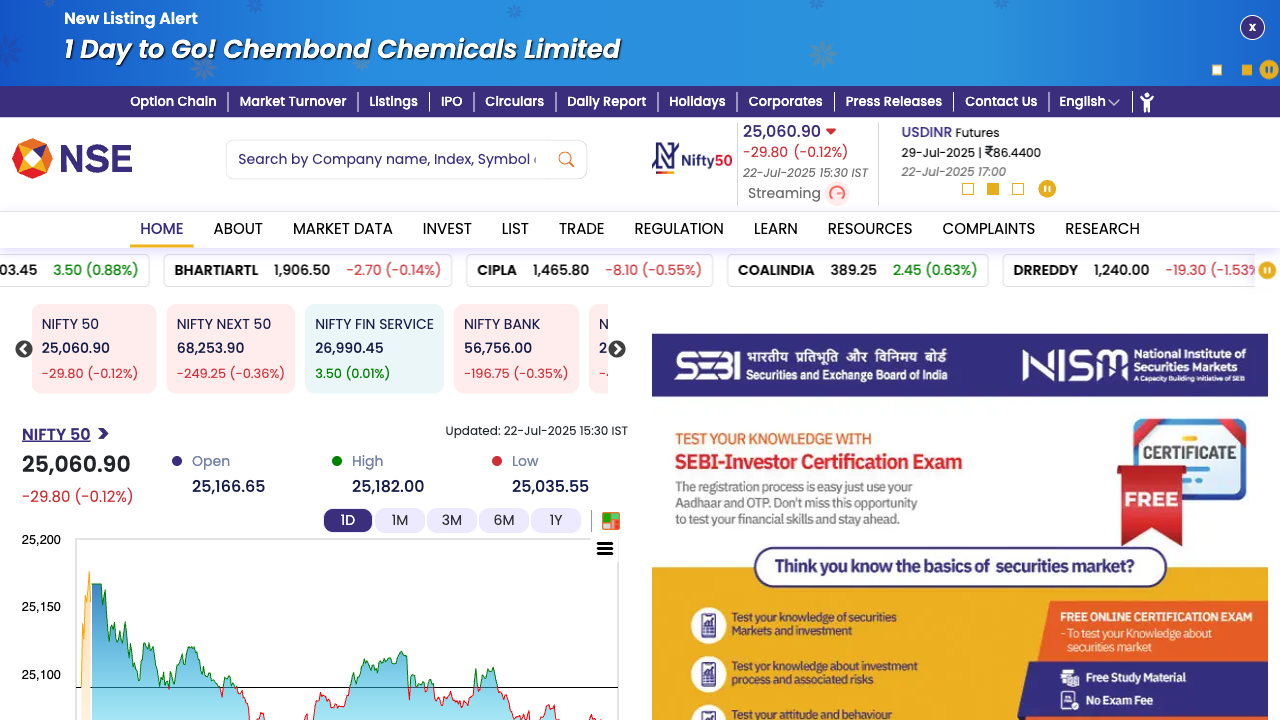 New Listing Alert
1 Day to Go! Chembond Chemicals Limited
x
Option Chain
Market Turnover
Listings
IPO
Circulars
Daily Report
Holidays
Corporates
Press Releases
Contact Us
English
NSE
Search by Company name, Index, Symbol
Nifty50
25,060.90
-29.80 (-0.12%)
22-Jul-2025 15:30 IST
Streaming
USDINR Futures
29-Jul-2025 | ₹86.4400
22-Jul-2025 17:00
HOME
ABOUT
MARKET DATA
INVEST
LIST
TRADE
REGULATION
LEARN
RESOURCES
COMPLAINTS
RESEARCH
03.45 3.50 (0.88%)
BHARTIARTL 1,906.50 -2.70 (-0.14%)
CIPLA 1,465.80 -8.10 (-0.55%)
COALINDIA 389.25 2.45 (0.63%)
DRREDDY 1,240.00 -19.30 (-1.53%
NIFTY 50
25,060.90
-29.80 (-0.12%)
NIFTY NEXT 50
68,253.90
-249.25 (-0.36%)
NIFTY FIN SERVICE
26,990.45
3.50 (0.01%)
NIFTY BANK
56,756.00
-196.75 (-0.35%)
N
2
NIFTY 50
Updated: 22-Jul-2025 15:30 IST
25,060.90
-29.80 (-0.12%)
Open
25,166.65
High
25,182.00
Low
25,035.55
1D
1M
3M
6M
1Y
25,200
25,150
25,100
SEBI
भारतीय प्रतिभूति और विनिमय बोर्ड
Securities and Exchange Board of India
NISM
National Institute of
Securities Markets
A Capacity Building Initiative of SEBI
TEST YOUR KNOWLEDGE WITH
SEBI-Investor Certification Exam
The registration process is easy just use your
Aadhaar and OTP. Don't miss this opportunity
to test your financial skills and stay ahead.
CERTIFICATE
FREE
Think you know the basics of securities market?
Test your knowledge of securities
Markets and investment
Test yor knowledge about investment
process and associated risks
Test your attitude and behaviour
FREE ONLINE CERTIFICATION EXAM
- To test your Knowledge about
securities market
Free Study Material
No Exam Fee